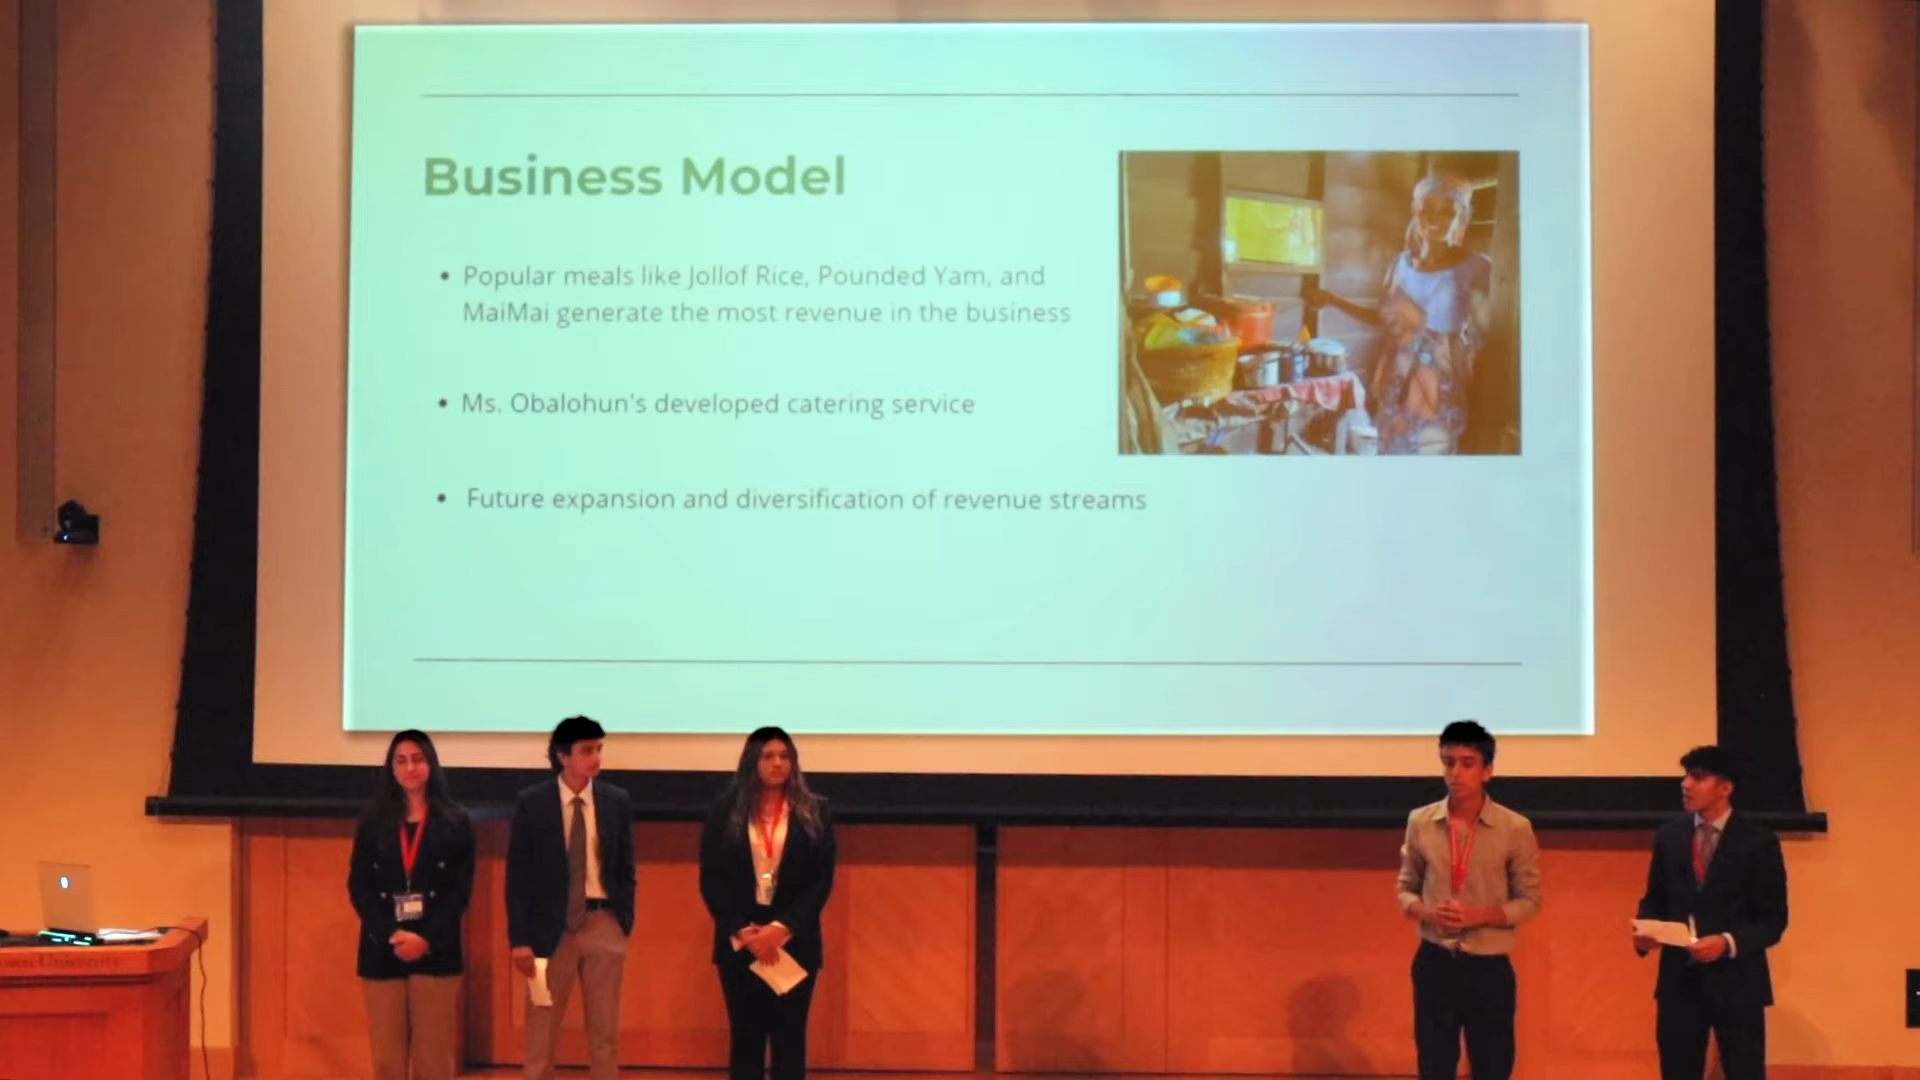 Business Model
• Popular meals like Jollof Rice, Pounded Yam, and
MaiMai generate the most revenue in the business
• Ms. Obalohun's developed catering service
• Future expansion and diversification of revenue streams
University